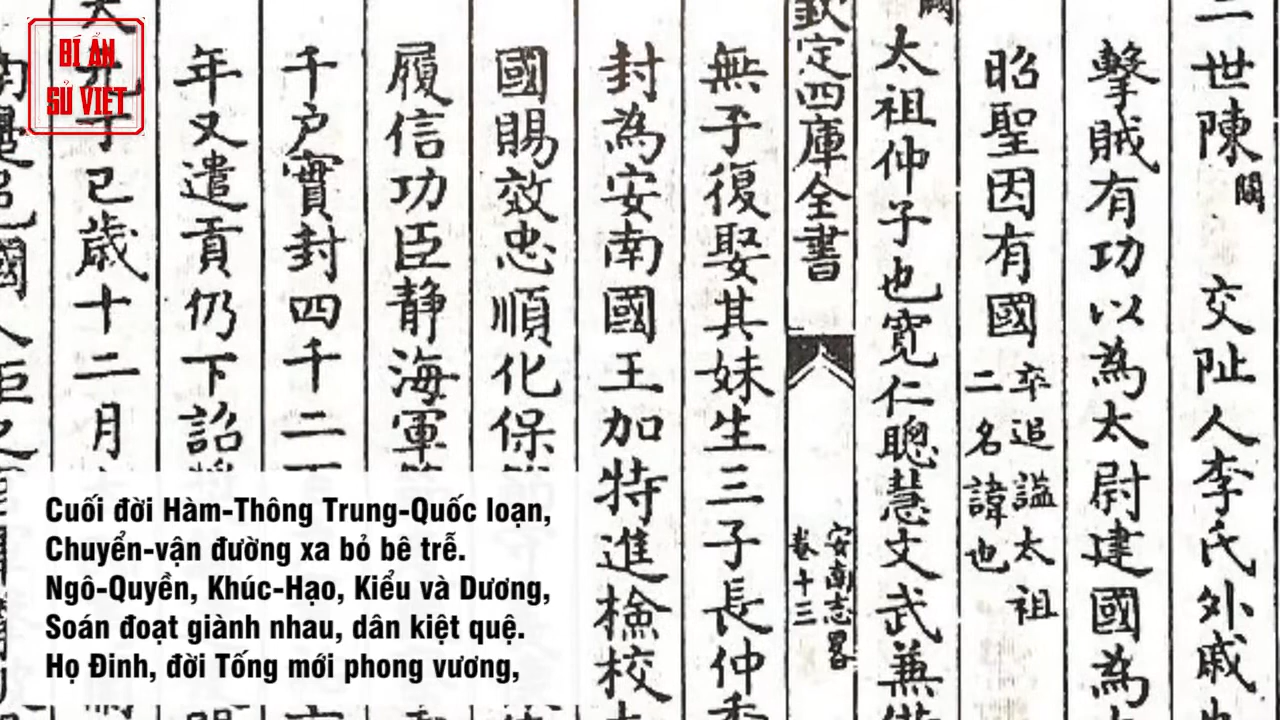 BÍ ẨN
SỬ VIỆT
二世陳
闕
交阯人李氏外戚
擊賊有功以為太尉建國為
昭聖因有國
卒追謚太祖
二名諱也
太祖仲子也寛仁聰慧文武兼
欽定四庫全書
安南志畧
卷十三
無子復娶其妹生三子長仲
封為安南國王加特進檢校
國賜效忠順化保
履信功臣靜海軍
千户實封四千二
年又遣貢仍下詔
九丁已歲十二月
Cuối đời Hàm-Thông Trung-Quốc loạn,
Chuyển-vận đường xa bỏ bê trễ.
Ngô-Quyền, Khúc-Hạo, Kiểu và Dương,
Soán đoạt giành nhau, dân kiệt quệ.
Họ Đinh, đời Tống mới phong vương,